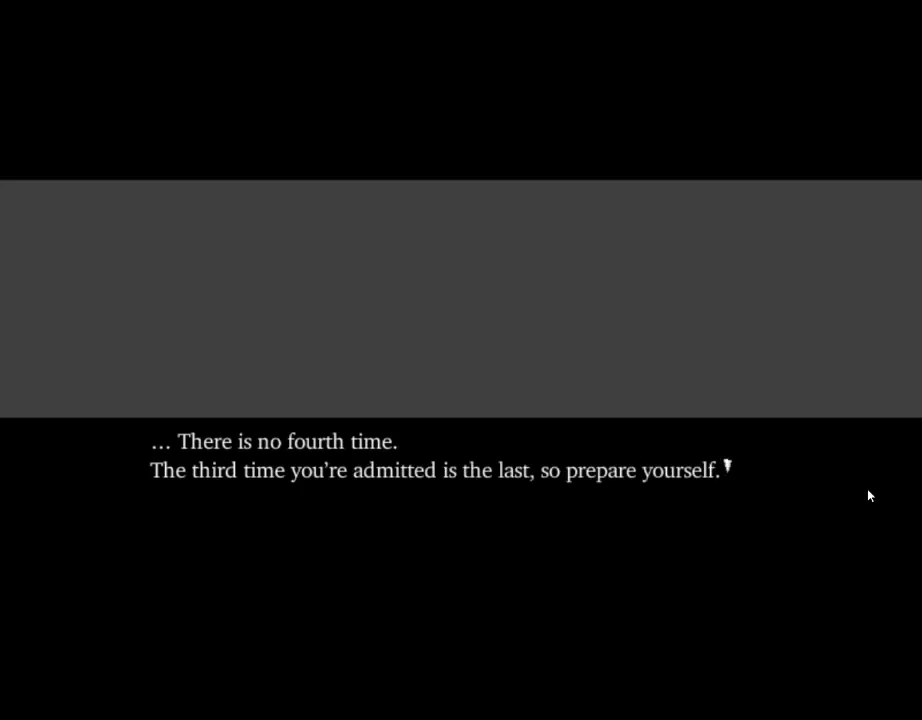 … There is no fourth time.
The third time you’re admitted is the last, so prepare yourself.